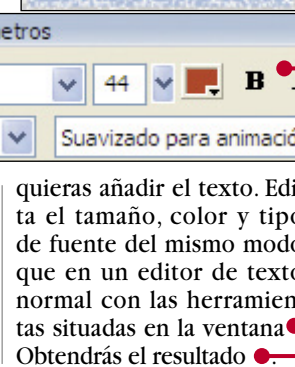 etros
44 B
Suavizado para animació
quieras añadir el texto. Edi
ta el tamaño, color y tipo
de fuente del mismo modo
que en un editor de texto
normal con las herramien
tas situadas en la ventana
Obtendrás el resultado .